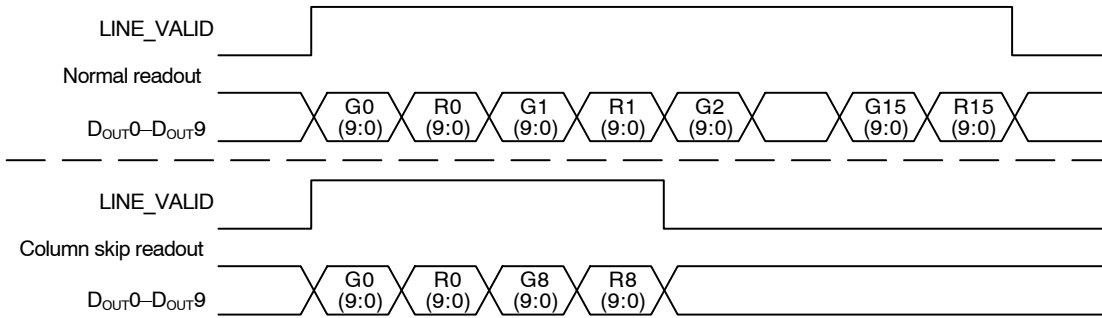 LINE_VALID
Normal readout
DOUT0–DOUT9
G0 (9:0) R0 (9:0) G1 (9:0) R1 (9:0) G2 (9:0) G15 (9:0) R15 (9:0)
LINE_VALID
Column skip readout
DOUT0–DOUT9
G0 (9:0) R0 (9:0) G8 (9:0) R8 (9:0)